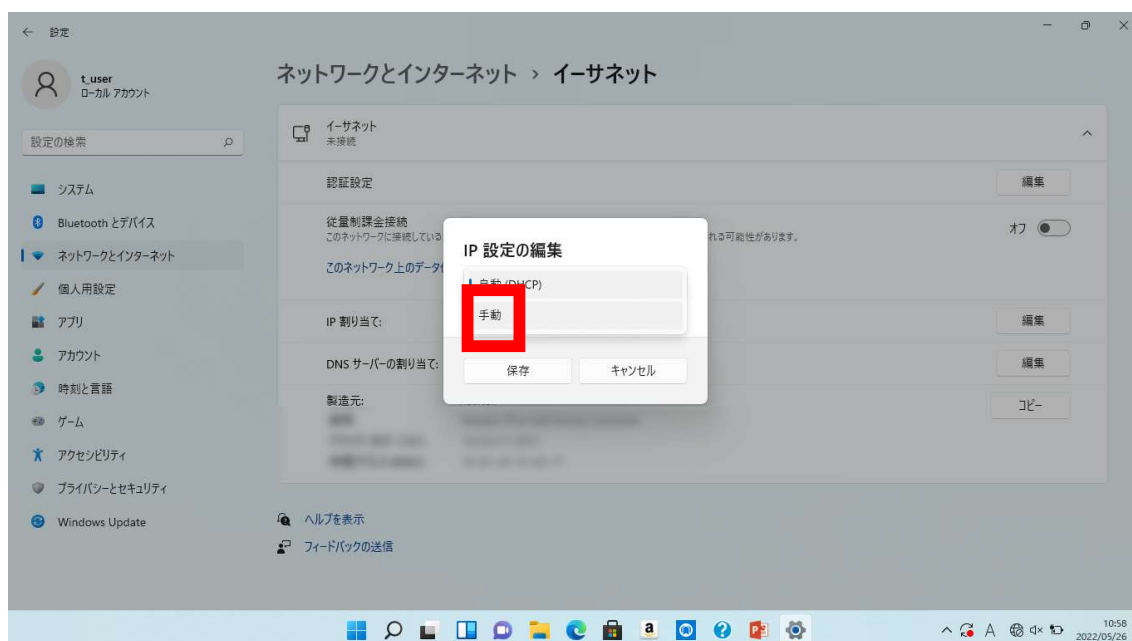 設定
t_user
ローカル アカウント
設定の検索
システム
Bluetooth とデバイス
ネットワークとインターネット
個人用設定
アプリ
アカウント
時刻と言語
ゲーム
アクセシビリティ
プライバシーとセキュリティ
Windows Update
ネットワークとインターネット › イーサネット
イーサネット
未接続
認証設定
編集
従量制課金接続
このネットワークに接続している
れる可能性があります。
オフ
このネットワーク上のデータ
IP 設定の編集
自動 (DHCP)
手動
保存
キャンセル
IP 割り当て:
編集
DNS サーバーの割り当て:
編集
製造元:
コピー
ヘルプを表示
フィードバックの送信
A
10:58
2022/05/26